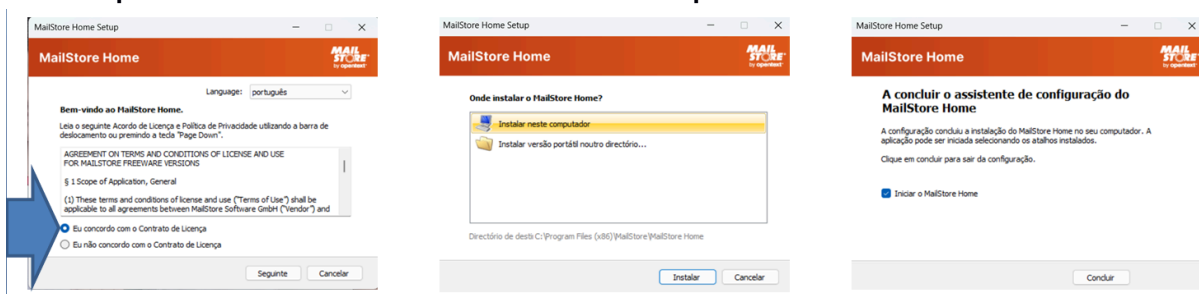 MailStore Home Setup
MailStore Home
MAIL
STORE
by opentext
Language: português
Bem-vindo ao MailStore Home.
Leia o seguinte Acordo de Licença e Política de Privacidade utilizando a barra de
deslocamento ou premindo a tecla "Page Down".
AGREEMENT ON TERMS AND CONDITIONS OF LICENSE AND USE
FOR MAILSTORE FREEWARE VERSIONS
§ 1 Scope of Application, General
(1) These terms and conditions of license and use ("Terms of Use") shall be
applicable to all agreements between MailStore Software GmbH ("Vendor") and
Eu concordo com o Contrato de Licença
Eu não concordo com o Contrato de Licença
Seguinte
Cancelar
MailStore Home Setup
MailStore Home
MAIL
STORE
by opentext
Onde instalar o MailStore Home?
Instalar neste computador
Instalar versão portátil noutro directório...
Directório de desti C:\Program Files (x86)\MailStore\MailStore Home
Instalar
Cancelar
MailStore Home Setup
MailStore Home
MAIL
STORE
by opentext
A concluir o assistente de configuração do
MailStore Home
A configuração concluiu a instalação do MailStore Home no seu computador. A
aplicação pode ser iniciada selecionando os atalhos instalados.
Clique em concluir para sair da configuração.
Iniciar o MailStore Home
Concluir